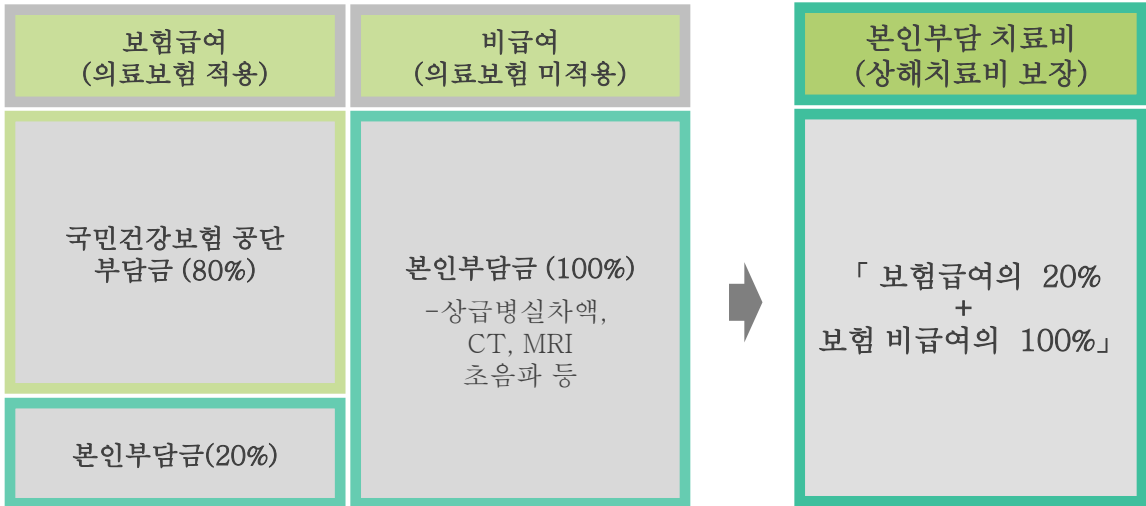 보험급여
(의료보험 적용)
비급여
(의료보험 미적용)
본인부담 치료비
(상해치료비 보장)
국민건강보험 공단
부담금 (80%)
본인부담금(20%)
본인부담금 (100%)
-상급병실차액,
CT, MRI
초음파 등
「 보험급여의 20%
+
보험 비급여의 100%」